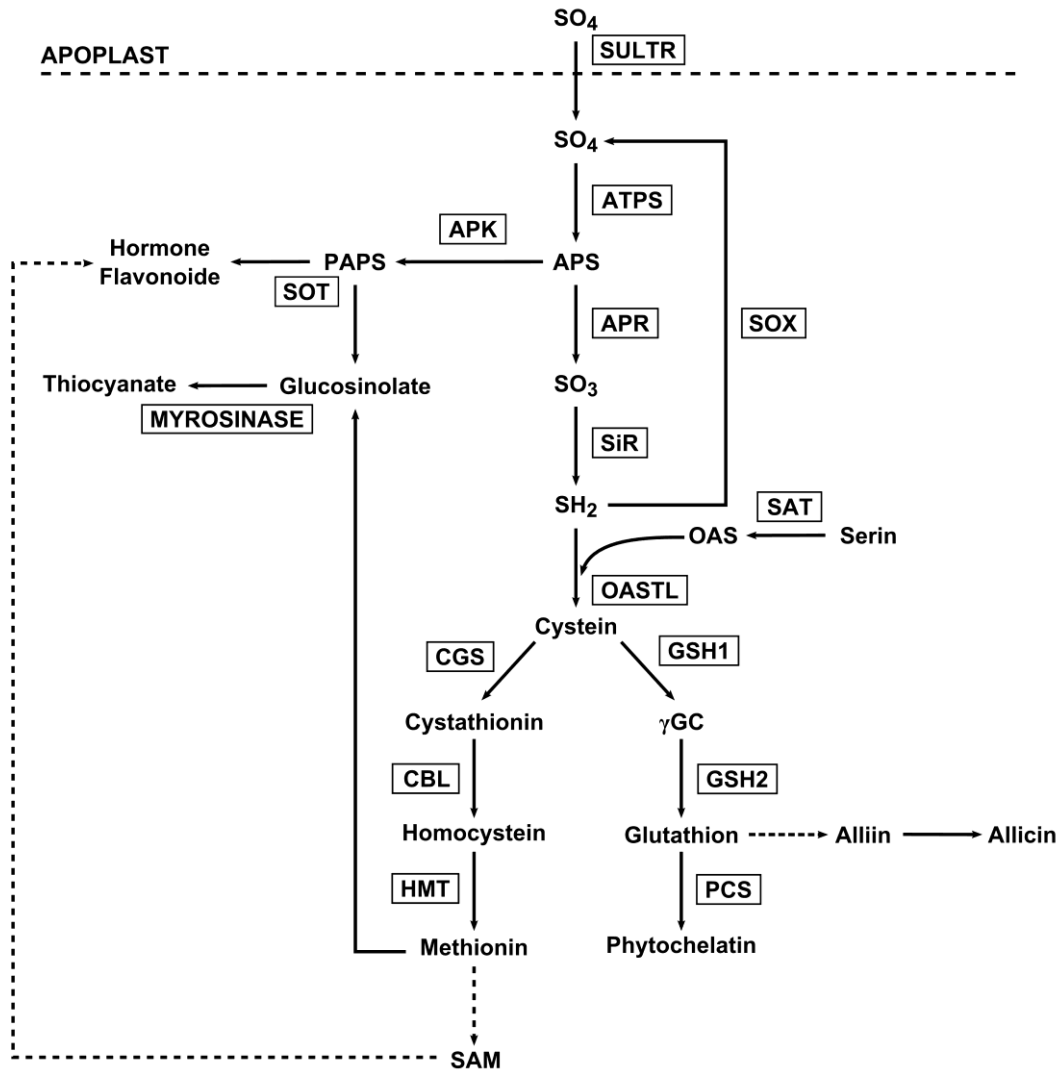 SO₄
SULTR
APOPLAST
SO₄
ATPS
APK
Hormone
Flavonoide
PAPS
APS
SOT
APR
SOX
Thiocyanate
Glucosinolate
SO₃
MYROSINASE
SiR
SH₂
SAT
OAS
Serin
OASTL
Cystein
CGS
GSH1
Cystathionin
γGC
CBL
GSH2
Homocystein
Glutathion
Alliin
Allicin
HMT
PCS
Methionin
Phytochelatin
SAM